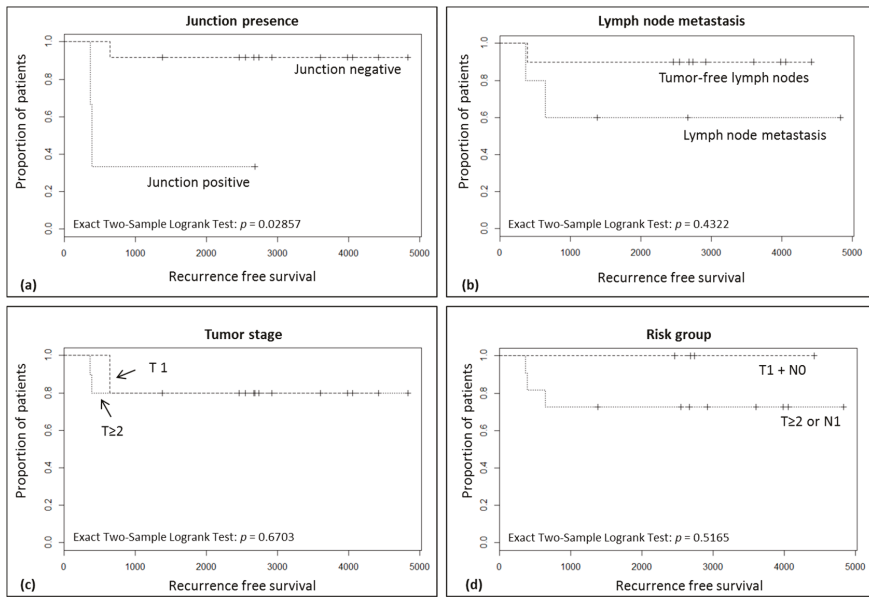 Junction presence
Proportion of patients
1.0
0.8
0.6
0.4
0.2
0.0
Junction negative
Junction positive
Exact Two-Sample Logrank Test: p = 0.02857
0 1000 2000 3000 4000 5000
Recurrence free survival
(a)
Lymph node metastasis
Proportion of patients
1.0
0.8
0.6
0.4
0.2
0.0
Tumor-free lymph nodes
Lymph node metastasis
Exact Two-Sample Logrank Test: p = 0.4322
0 1000 2000 3000 4000 5000
Recurrence free survival
(b)
Tumor stage
Proportion of patients
1.0
0.8
0.6
0.4
0.2
0.0
T 1
T≥2
Exact Two-Sample Logrank Test: p = 0.6703
0 1000 2000 3000 4000 5000
Recurrence free survival
(c)
Risk group
Proportion of patients
1.0
0.8
0.6
0.4
0.2
0.0
T1 + N0
T≥2 or N1
Exact Two-Sample Logrank Test: p = 0.5165
0 1000 2000 3000 4000 5000
Recurrence free survival
(d)